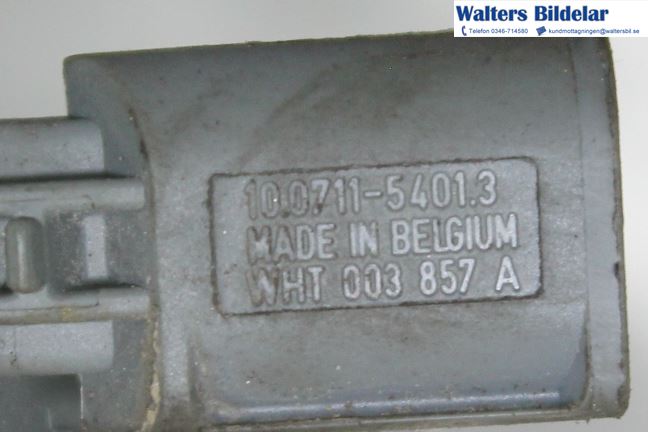 Walters Bildelar
Telefon 0346-714580 kundmottagningen@waltersbil.se
10.0711-5401.3
MADE IN BELGIUM
WHT 003 857 A